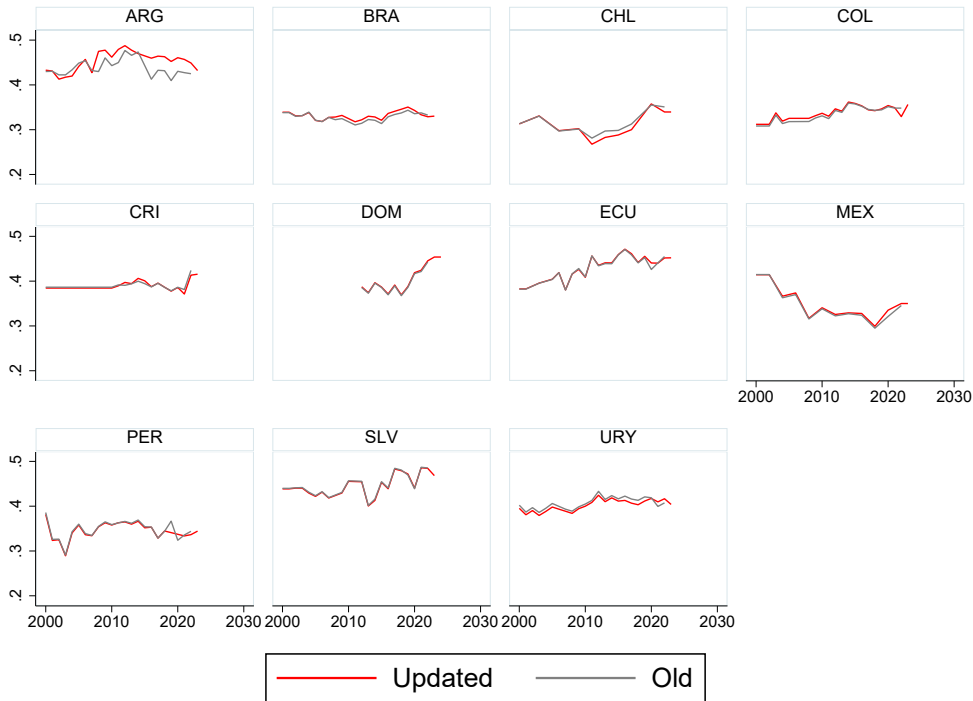 ARG BRA CHL COL
.5
.4
.3
.2
CRI DOM ECU MEX
.5
.4
.3
.2
2000 2010 2020 2030
PER SLV URY
.5
.4
.3
.2
2000 2010 2020 2030 2000 2010 2020 2030 2000 2010 2020 2030
Updated Old